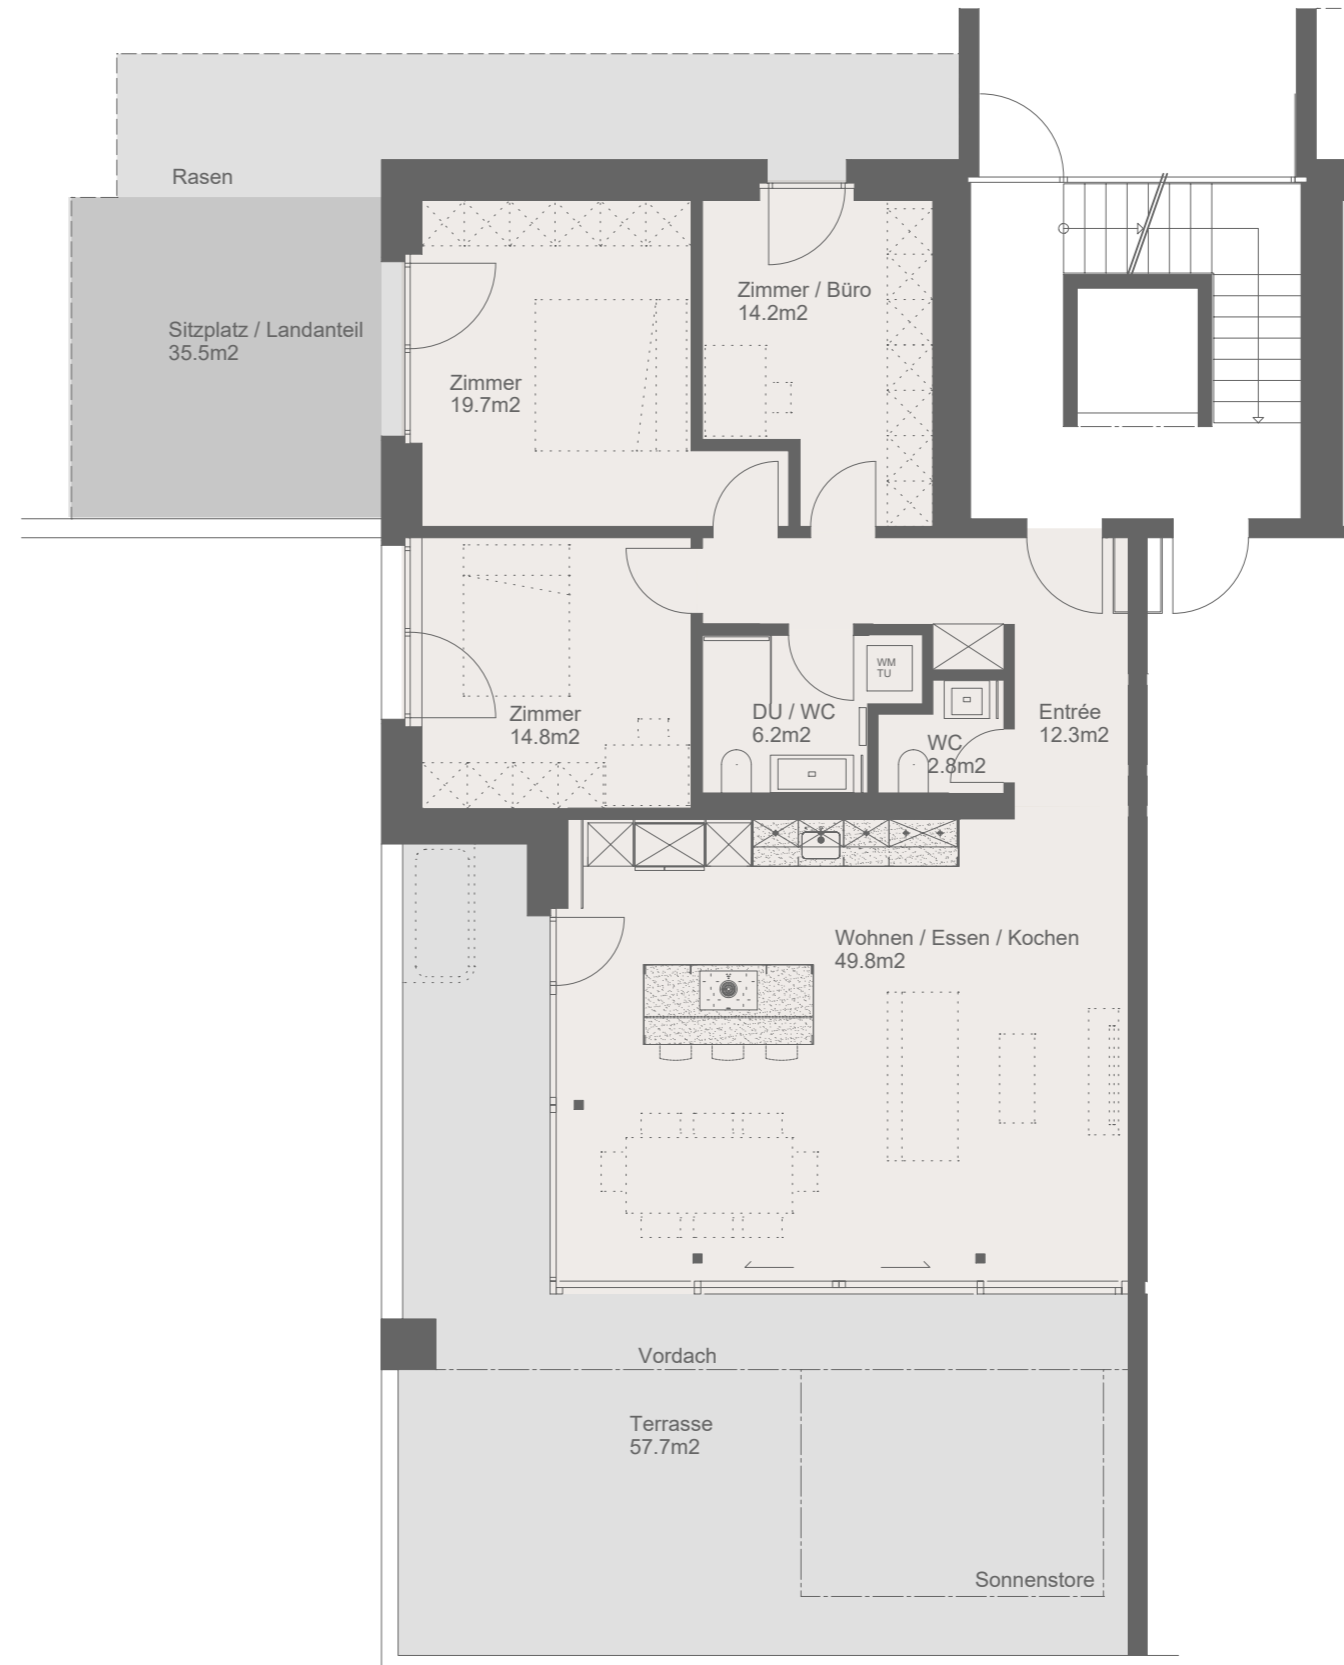 Rasen
Sitzplatz / Landanteil
35.5m2
Zimmer / Büro
14.2m2
Zimmer
19.7m2
Zimmer
14.8m2
DU / WC
6.2m2
WM
TU
WC
2.8m2
Entrée
12.3m2
Wohnen / Essen / Kochen
49.8m2
Vordach
Terrasse
57.7m2
Sonnenstore